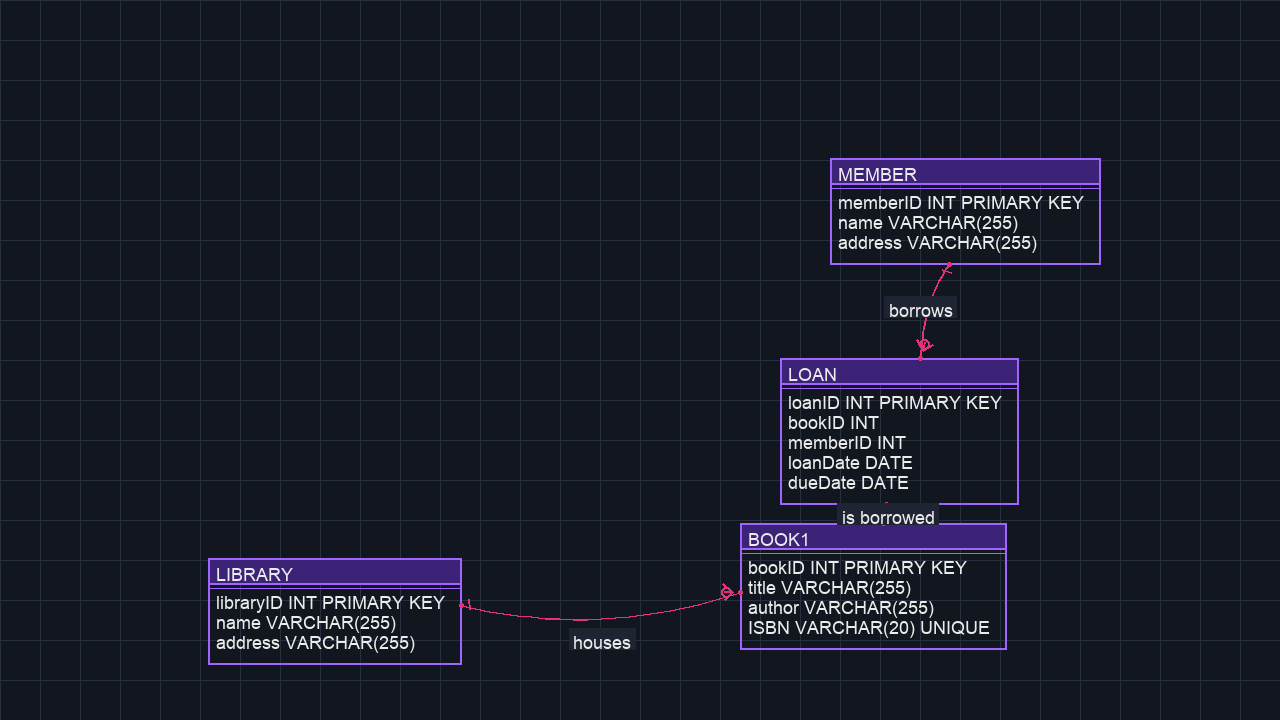 MEMBER
memberID INT PRIMARY KEY
name VARCHAR(255)
address VARCHAR(255)
borrows
LOAN
loanID INT PRIMARY KEY
bookID INT
memberID INT
loanDate DATE
dueDate DATE
is borrowed
BOOK1
bookID INT PRIMARY KEY
title VARCHAR(255)
author VARCHAR(255)
ISBN VARCHAR(20) UNIQUE
LIBRARY
libraryID INT PRIMARY KEY
name VARCHAR(255)
address VARCHAR(255)
houses